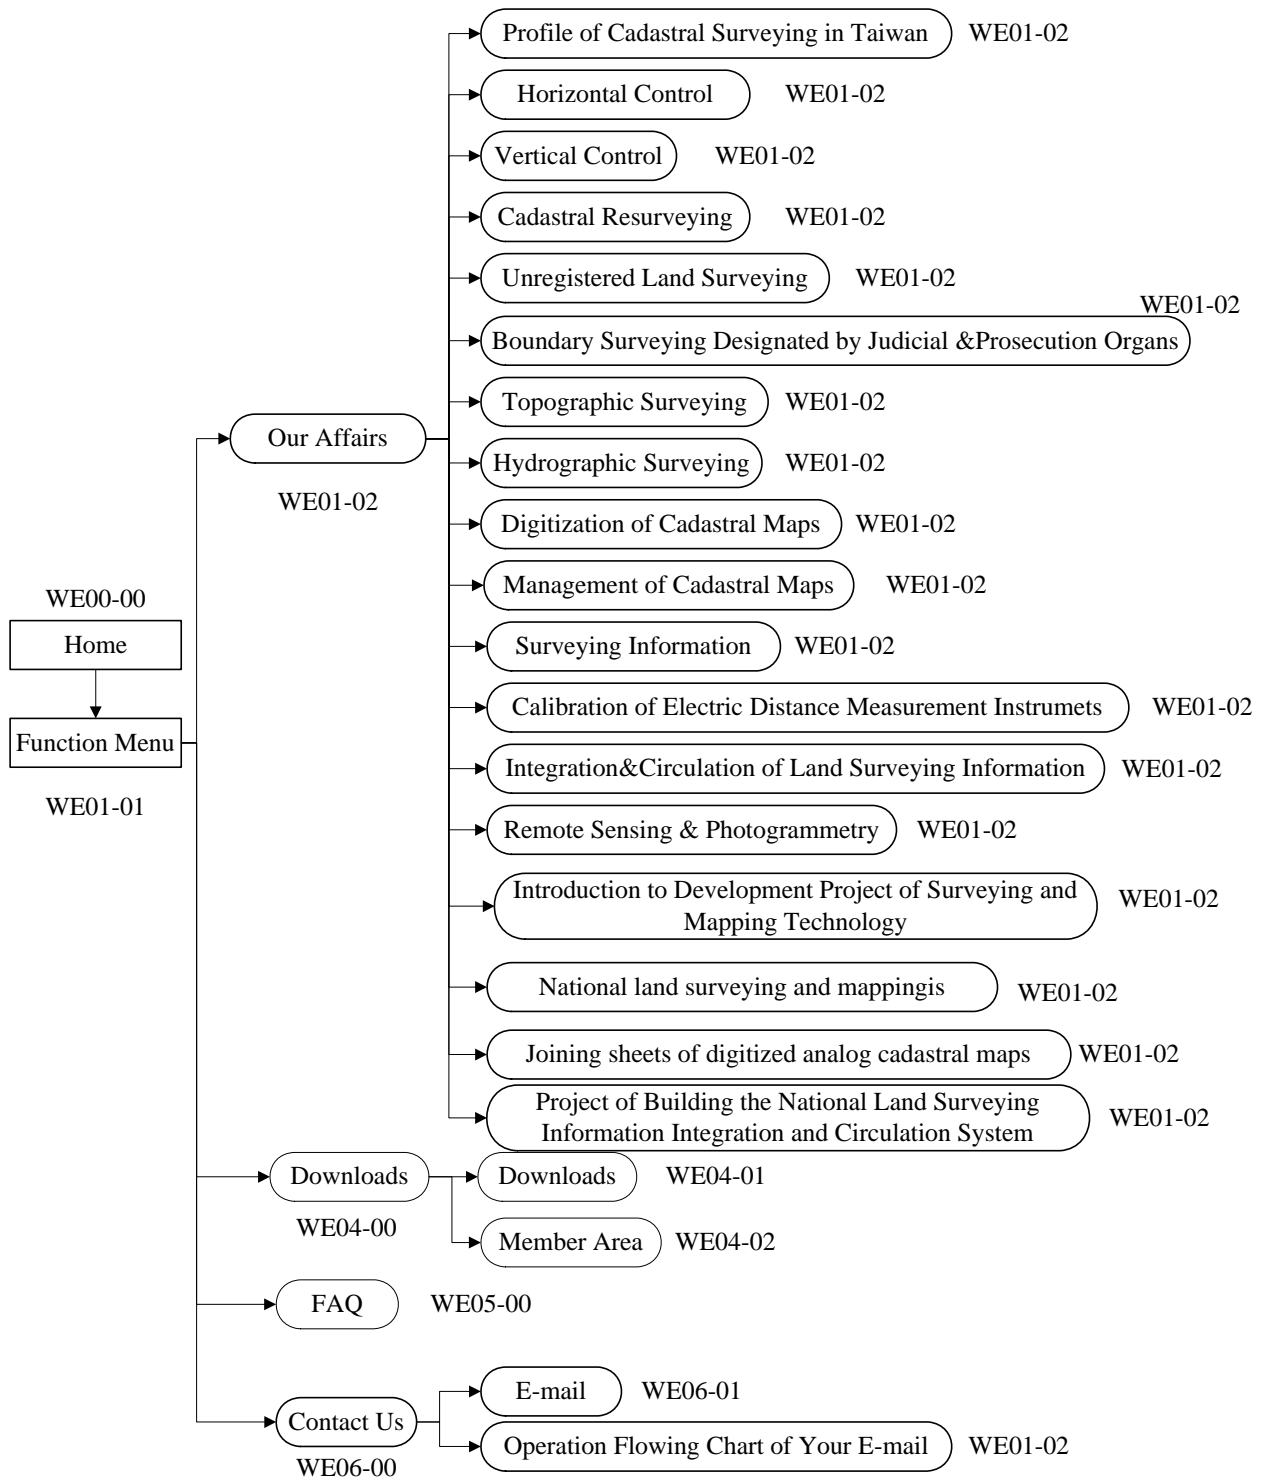 Profile of Cadastral Surveying in Taiwan WE01-02
Horizontal Control WE01-02
Vertical Control WE01-02
Cadastral Resurveying WE01-02
Unregistered Land Surveying WE01-02
WE01-02
Boundary Surveying Designated by Judicial &Prosecution Organs
Topographic Surveying WE01-02
Our Affairs
Hydrographic Surveying WE01-02
WE01-02
Digitization of Cadastral Maps WE01-02
Management of Cadastral Maps WE01-02
WE00-00
Home
Surveying Information WE01-02
Calibration of Electric Distance Measurement Instrumets WE01-02
Function Menu
Integration&Circulation of Land Surveying Information WE01-02
WE01-01
Remote Sensing & Photogrammetry WE01-02
Introduction to Development Project of Surveying and
Mapping Technology
WE01-02
National land surveying and mappingis WE01-02
Joining sheets of digitized analog cadastral maps WE01-02
Project of Building the National Land Surveying
Information Integration and Circulation System
WE01-02
Downloads
WE04-00
Downloads WE04-01
Member Area WE04-02
FAQ WE05-00
Contact Us
WE06-00
E-mail WE06-01
Operation Flowing Chart of Your E-mail WE01-02